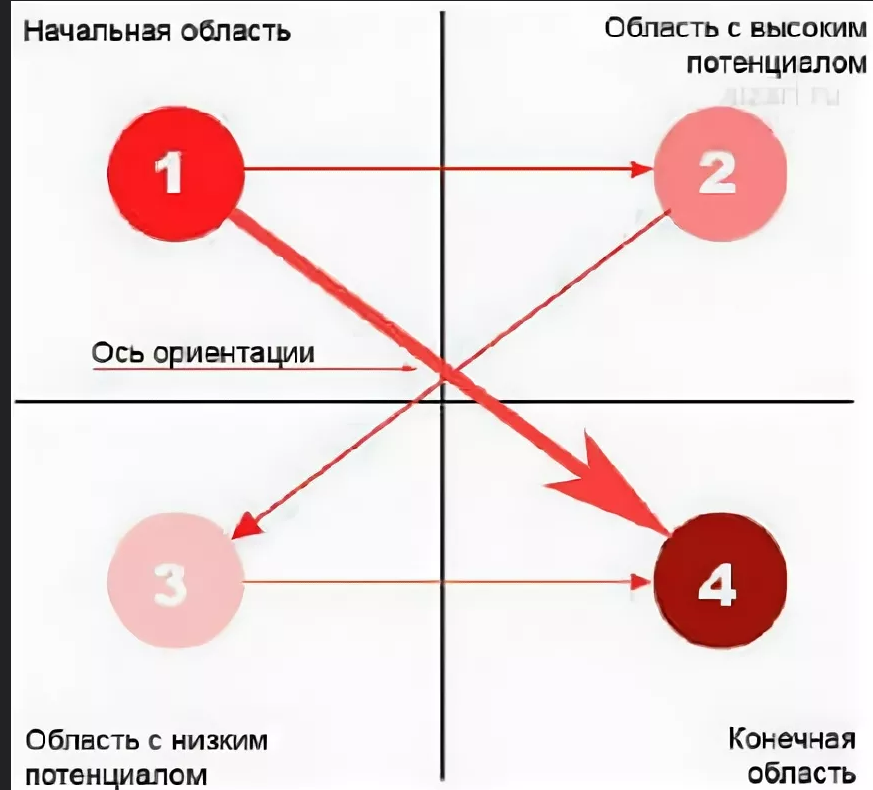 Начальная область
Область с высоким
потенциалом
1
2
Ось ориентации
3
4
Область с низким
потенциалом
Конечная
область